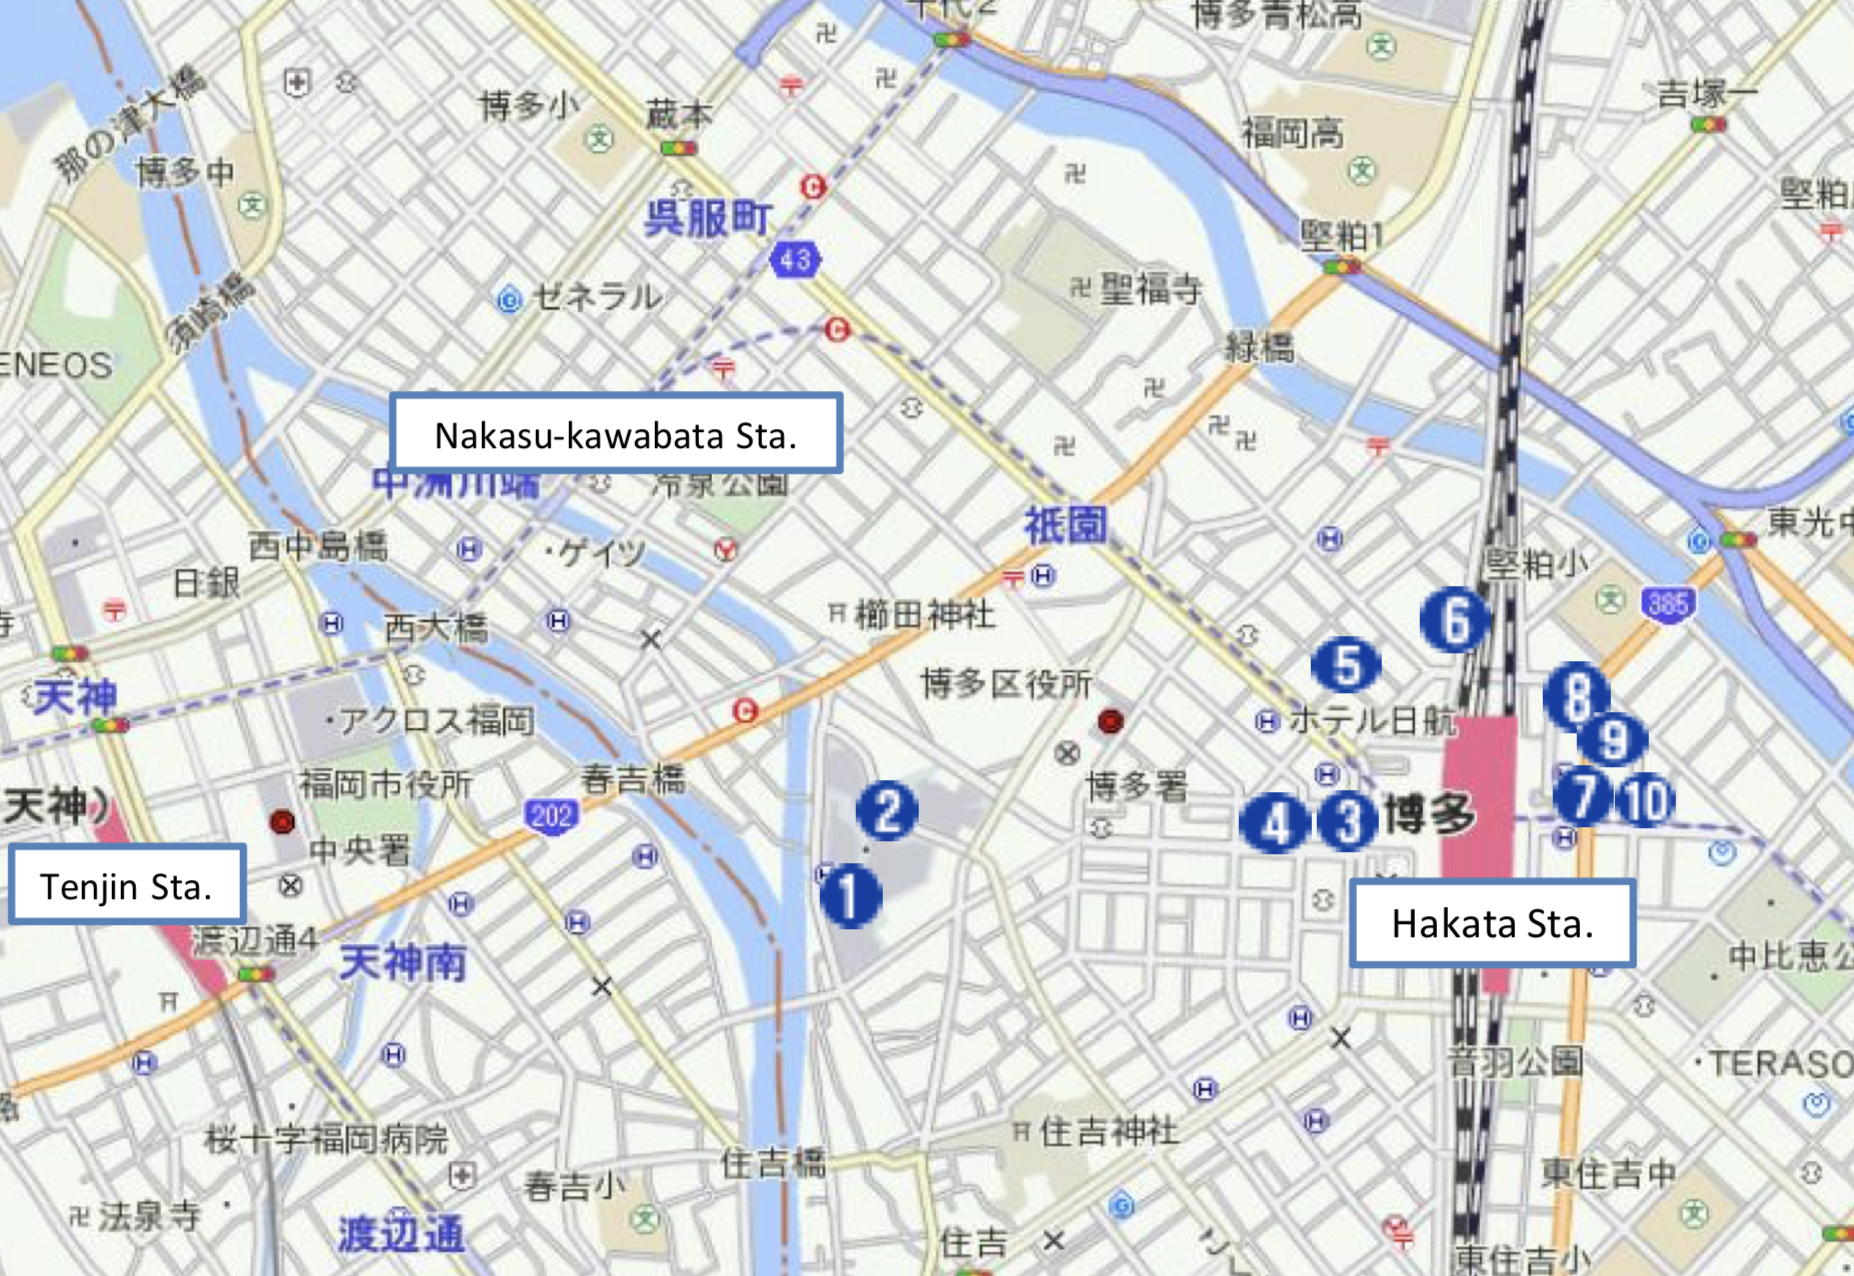 千代2
博多青松高
吉塚一
博多小
蔵本
那の津大橋
博多中
福岡高
呉服町
堅粕
堅粕1
43
聖福寺
ゼネラル
須崎橋
緑橋
ENEOS
Nakasu-kawabata Sta.
中洲川端
冷泉公園
祇園
東光中
西中島橋
ゲイツ
堅粕小
日銀
385
櫛田神社
西大橋
6
5
博多区役所
8
天神
アクロス福岡
ホテル日航
9
福岡市役所
春吉橋
博多署
天神)
2
7
10
202
4
3
博多
中央署
Tenjin Sta.
1
Hakata Sta.
渡辺通4
天神南
中比恵公
音羽公園
TERASO
桜十字福岡病院
住吉神社
住吉橋
春吉小
東住吉中
法泉寺
渡辺通
住吉
東住吉小